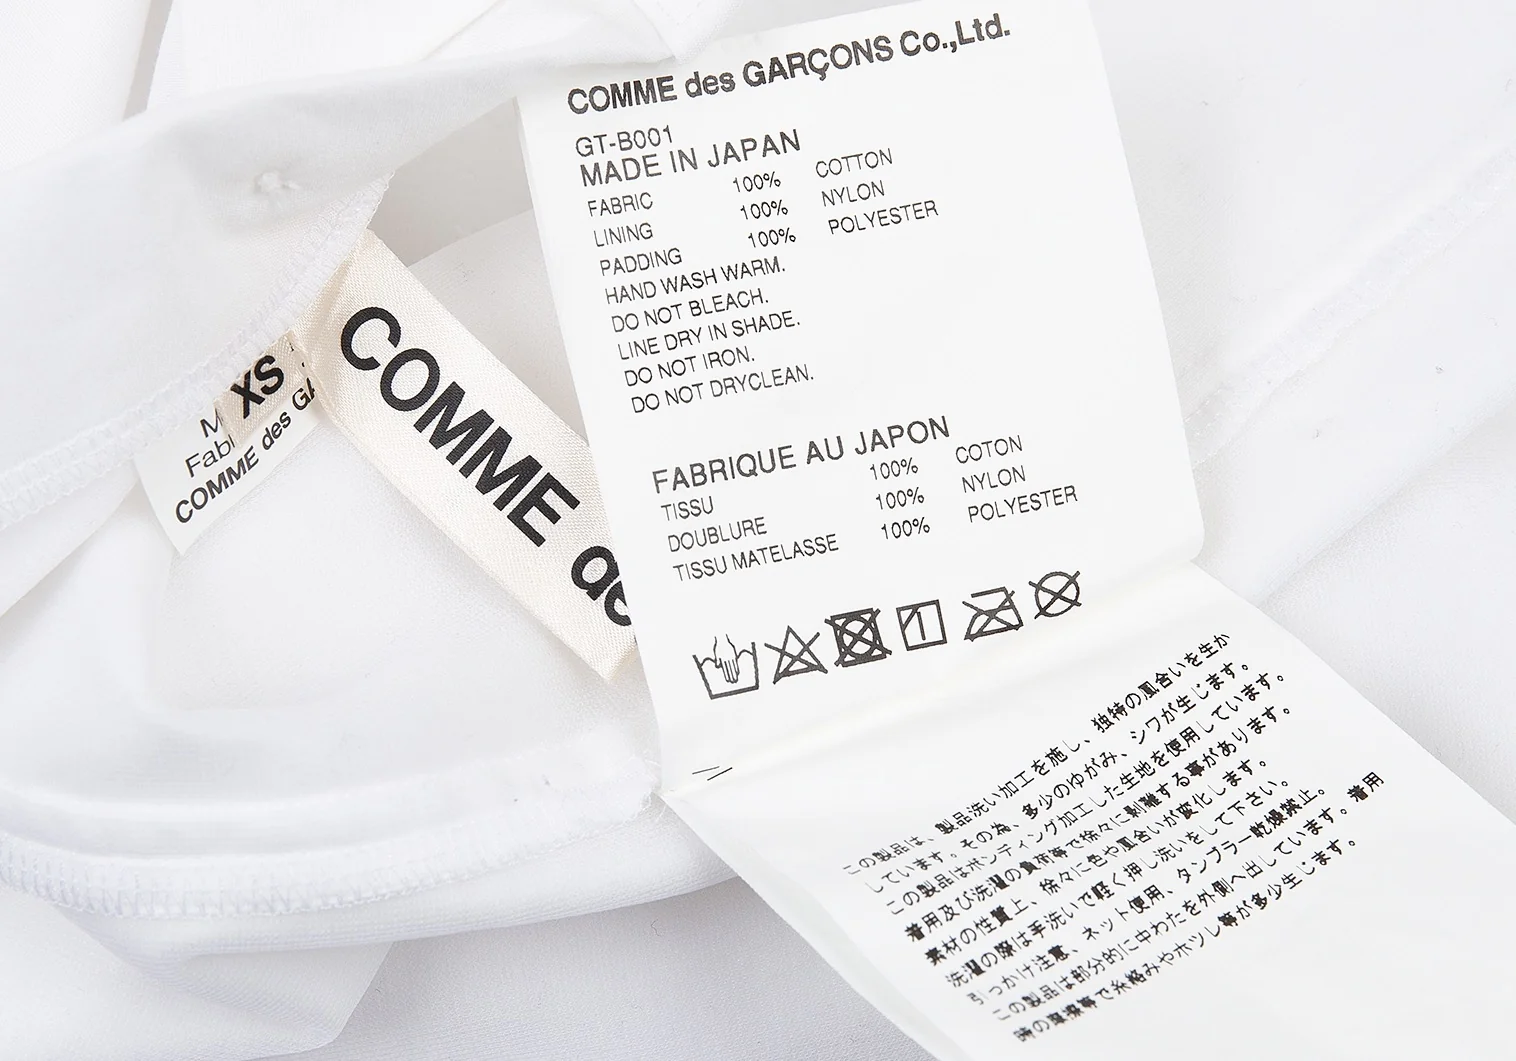 COMME des GARÇONS Co.,Ltd.
GT-B001
MADE IN JAPAN
FABRIC 100% COTTON
LINING 100% NYLON
PADDING 100% POLYESTER
HAND WASH WARM.
DO NOT BLEACH.
LINE DRY IN SHADE.
DO NOT IRON.
DO NOT DRYCLEAN.
FABRIQUE AU JAPON
TISSU 100% COTON
DOUBLURE 100% NYLON
TISSU MATELASSE 100% POLYESTER
この製品は、製品洗い加工を施し、独特の風合いを生か
しています。その為、多少のゆがみ、シワが生じます。
この製品はボンディング加工した生地を使用しています。
着用及び洗濯の負荷等で徐々に剥離する事があります。
素材の性質上、徐々に色や風合いが変化します。
洗濯の際は手洗いで軽く押し洗いをして下さい。
引っかけ注意、ネット使用、タンブラー乾燥禁止。
この製品は部分的に中わたを外側へ出しています。着用
時の摩擦等で糸絡みやホツレ等が多少生じます。
COMME de
XS
M
Fabi
COMME des GA